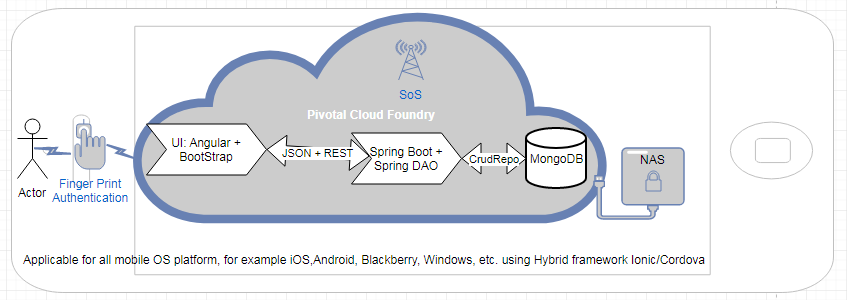 SoS
Pivotal Cloud Foundry
UI: Angular +
BootStrap
JSON + REST
Spring Boot +
Spring DAO
CrudRepo
MongoDB
NAS
Actor
Finger Print
Authentication
Applicable for all mobile OS platform, for example iOS,Android, Blackberry, Windows, etc. using Hybrid framework Ionic/Cordova